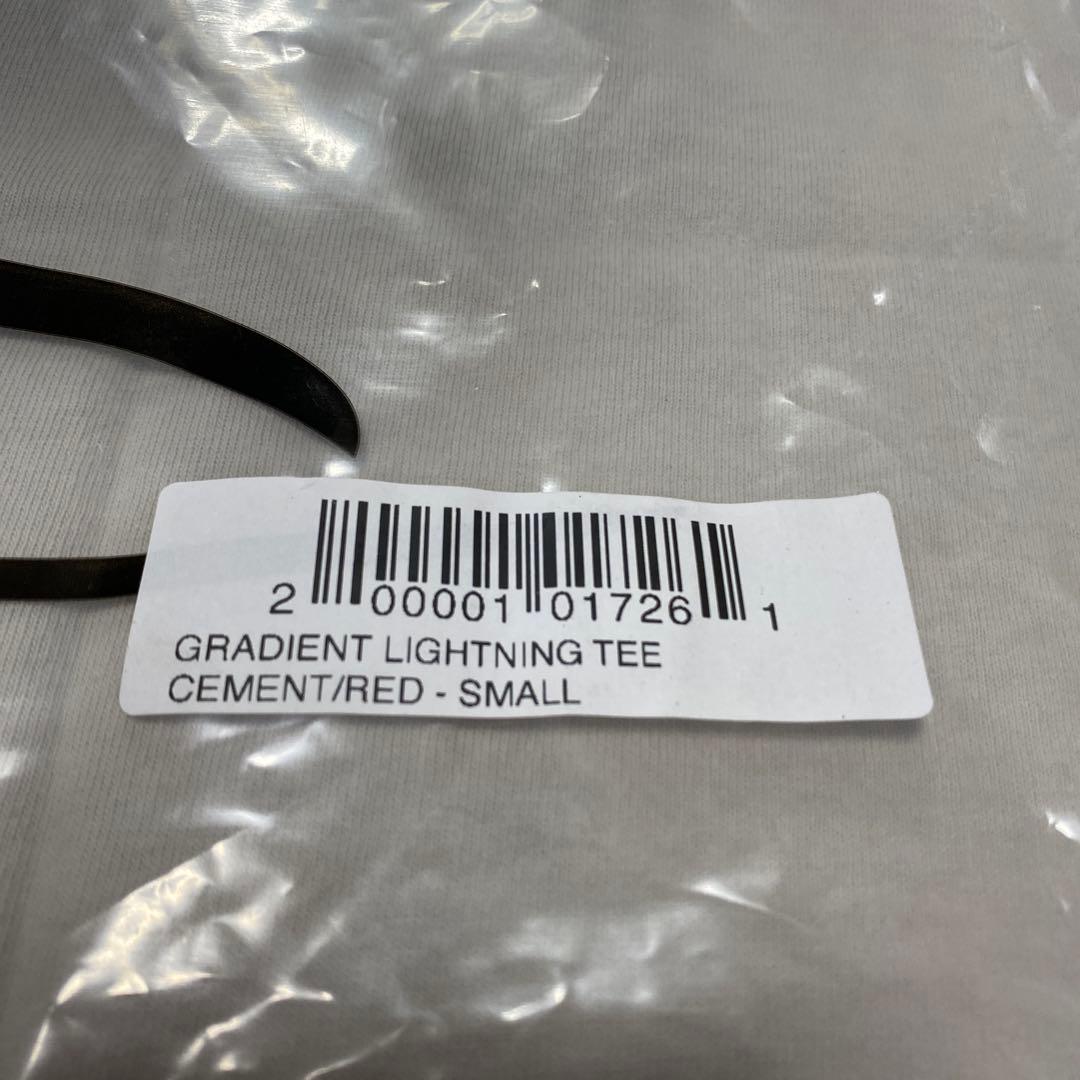 2 00001 01726 1
GRADIENT LIGHTNING TEE
CEMENT/RED - SMALL